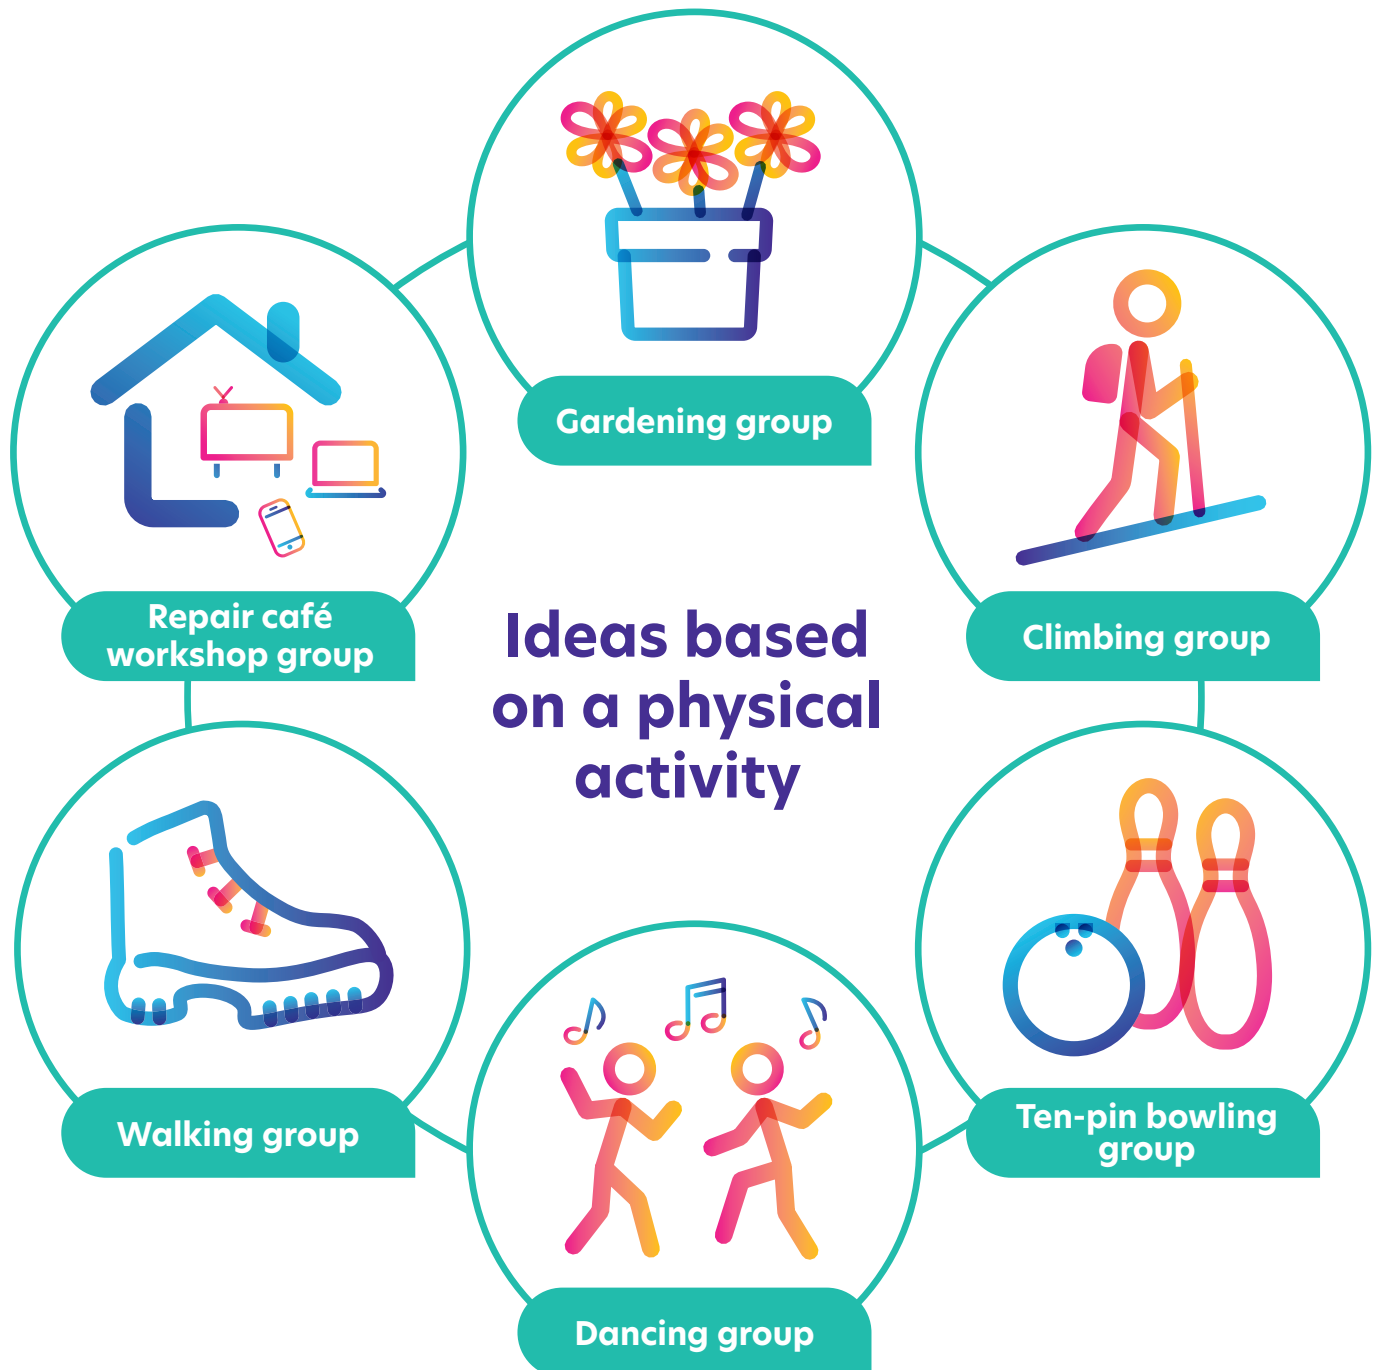 Gardening group
Repair café
workshop group
Climbing group
Ideas based
on a physical
activity
Walking group
Ten-pin bowling
group
Dancing group